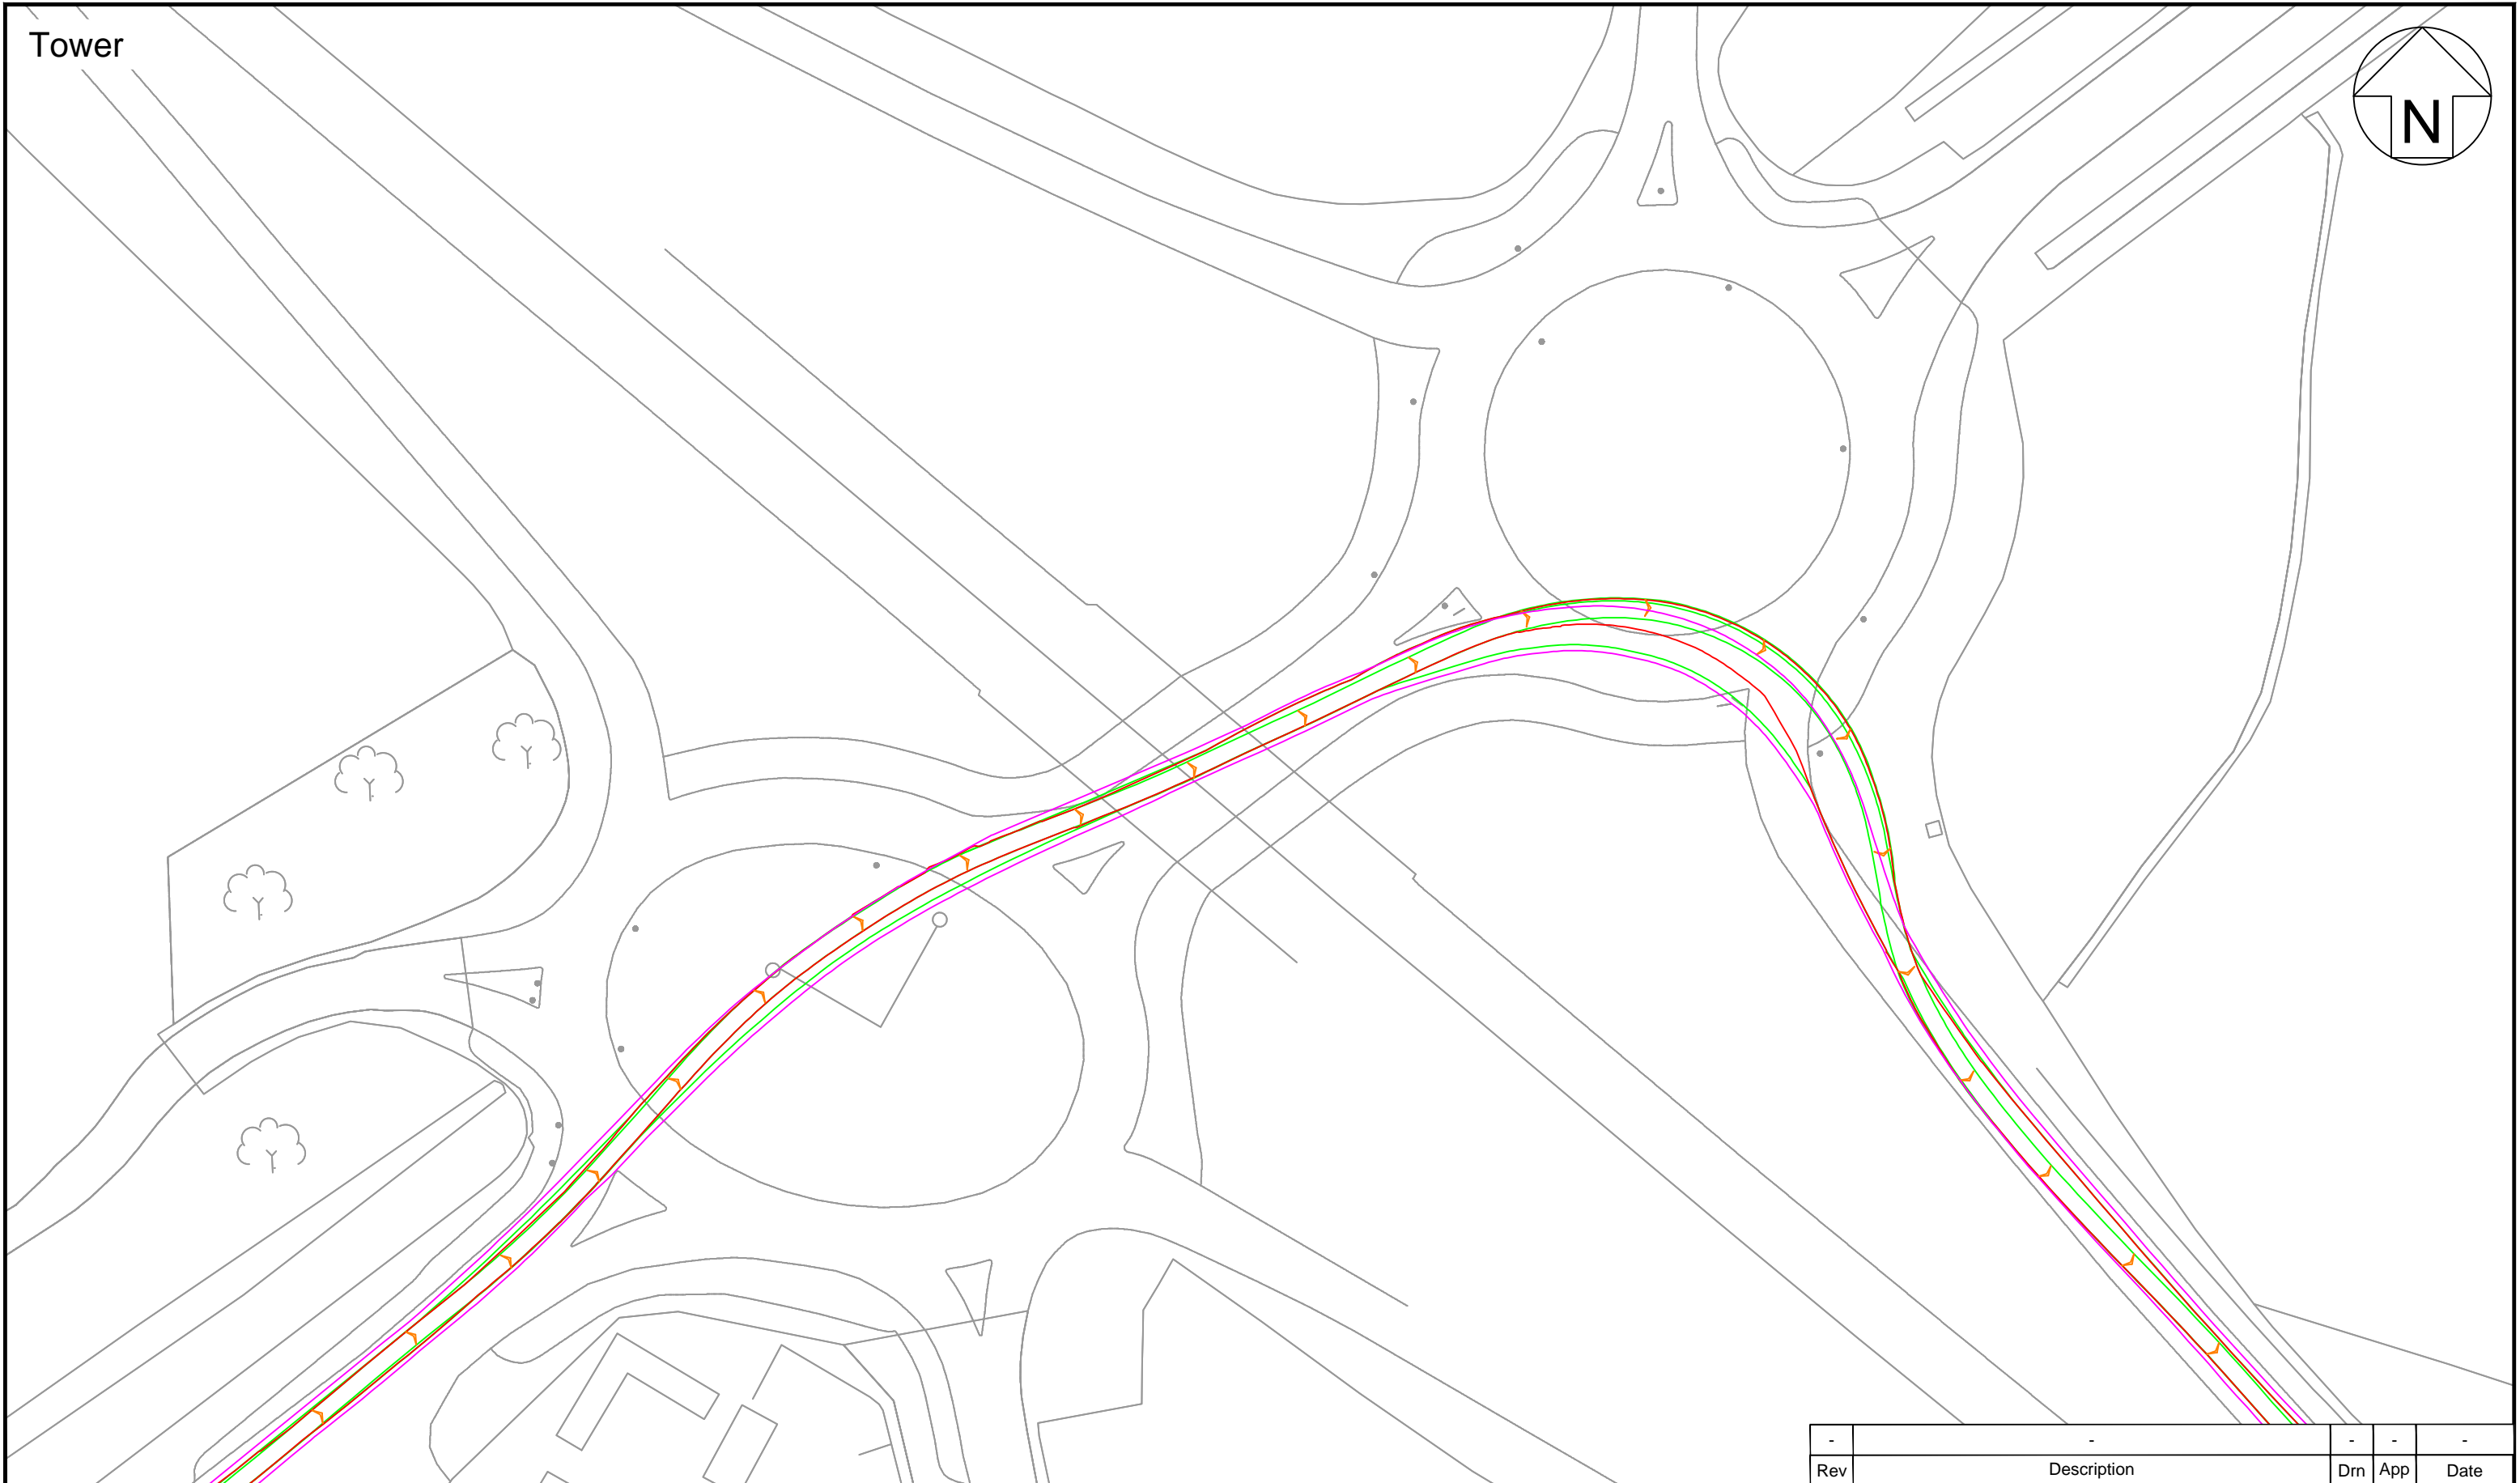 Tower
N
- - - - -
Rev Description Drn App Date